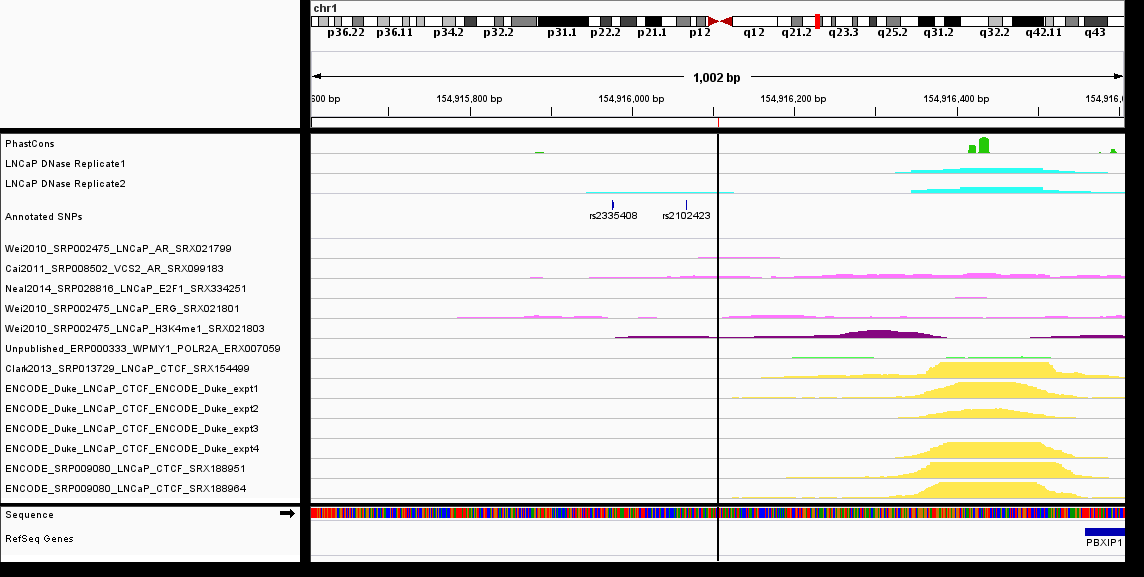 chr1
p36.22 p36.11 p34.2 p32.2 p31.1 p22.2 p21.1 p12 q12 q21.2 q23.3 q25.2 q31.2 q32.2 q42.11 q43
1,002 bp
600 bp 154,915,800 bp 154,916,000 bp 154,916,200 bp 154,916,400 bp 154,916,
PhastCons
LNCaP DNase Replicate1
LNCaP DNase Replicate2
Annotated SNPs
rs2335408 rs2102423
Wei2010_SRP002475_LNCaP_AR_SRX021799
Cai2011_SRP008502_VCS2_AR_SRX099183
Neal2014_SRP028816_LNCaP_E2F1_SRX334251
Wei2010_SRP002475_LNCaP_ERG_SRX021801
Wei2010_SRP002475_LNCaP_H3K4me1_SRX021803
Unpublished_ERP000333_WPMY1_POLR2A_ERX007059
Clark2013_SRP013729_LNCaP_CTCF_SRX154499
ENCODE_Duke_LNCaP_CTCF_ENCODE_Duke_expt1
ENCODE_Duke_LNCaP_CTCF_ENCODE_Duke_expt2
ENCODE_Duke_LNCaP_CTCF_ENCODE_Duke_expt3
ENCODE_Duke_LNCaP_CTCF_ENCODE_Duke_expt4
ENCODE_SRP009080_LNCaP_CTCF_SRX188951
ENCODE_SRP009080_LNCaP_CTCF_SRX188964
Sequence
RefSeq Genes
PBXIP1